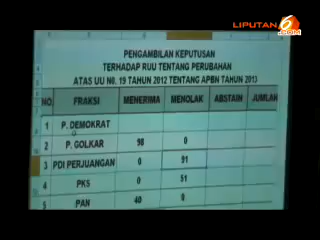 LIPUTAN 6
.com
PENGAMBILAN KEPUTUSAN
TERHADAP RUU TENTANG PERUBAHAN
ATAS UU NO. 19 TAHUN 2012 TENTANG APBN TAHUN 2013
NO. FRAKSI MENERIMA MENOLAK ABSTAIN JUMLAH
1 P. DEMOKRAT
2 P. GOLKAR 98 0
3 PDI PERJUANGAN 0 91
4 PKS 0 51
5 PAN 40 0